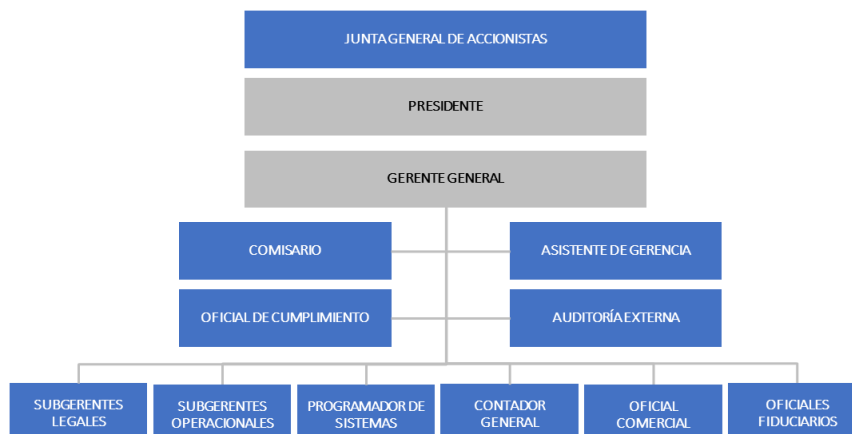 JUNTA GENERAL DE ACCIONISTAS
PRESIDENTE
GERENTE GENERAL
COMISARIO
ASISTENTE DE GERENCIA
OFICIAL DE CUMPLIMIENTO
AUDITORÍA EXTERNA
SUBGERENTES
LEGALES
SUBGERENTES
OPERACIONALES
PROGRAMADOR DE
SISTEMAS
CONTADOR
GENERAL
OFICIAL
COMERCIAL
OFICIALES
FIDUCIARIOS